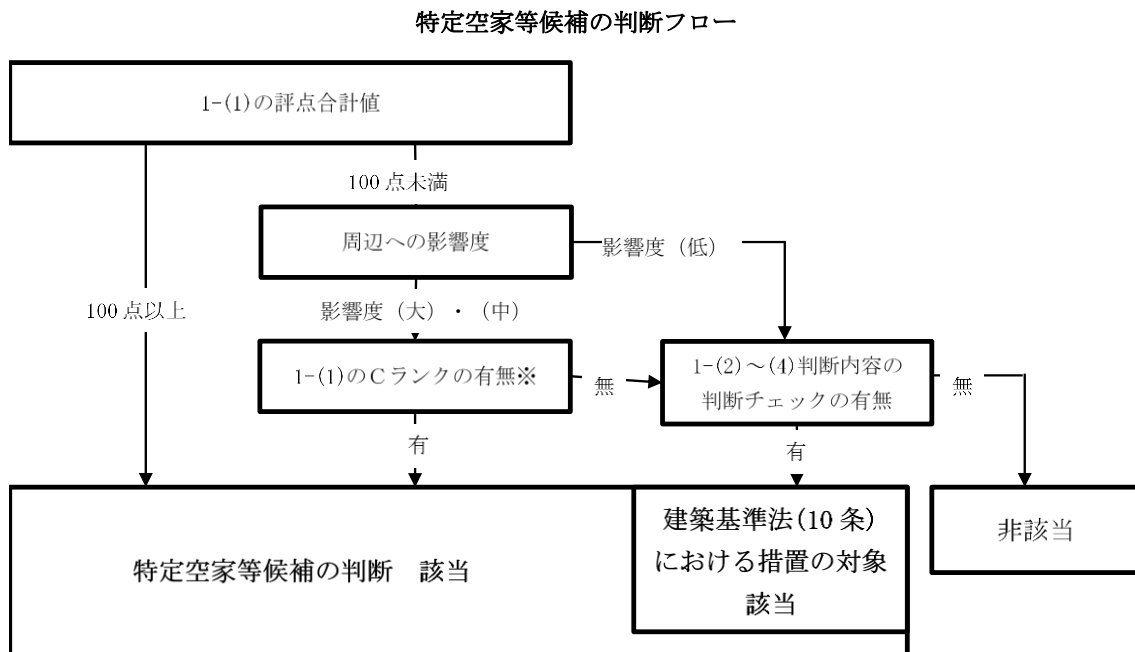 特定空家等候補の判断フロー
1-(1)の評点合計値
100点未満
周辺への影響度
影響度（低）
100点以上
影響度（大）・（中）
1-(1)のＣランクの有無※
無
1-(2)～(4)判断内容の
判断チェックの有無
無
有
有
特定空家等候補の判断　該当
建築基準法(10条)
における措置の対象
該当
非該当